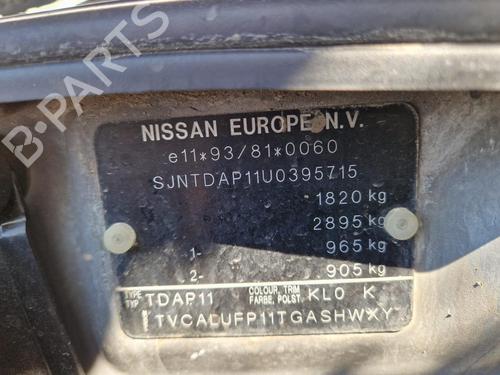 NISSAN EUROPE N.V.
e11*93/81*0060
SJNTDAP11U0395715
1820 kg
2895 kg
1- 965 kg
2- 905 kg
TYPE TYP TDAP11 COLOUR, TRIM FARBE, POLST. KL0 K
TVCALUFP11TGASHWXY
B-PARTS